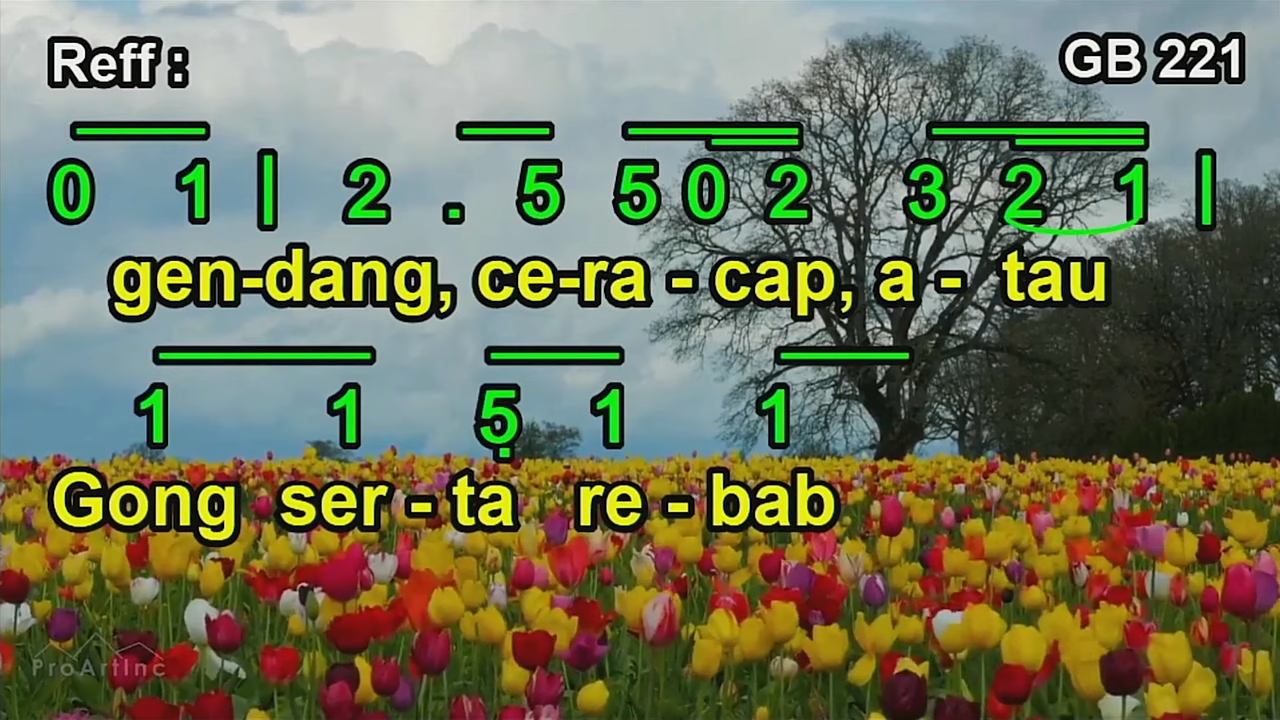 Reff :
GB 221
0 1 | 2 . 5 5 0 2 3 2 1 |
gen-dang, ce-ra - cap, a - tau
1 1 5̣ 1 1
Gong ser - ta re - bab
ProArtInc